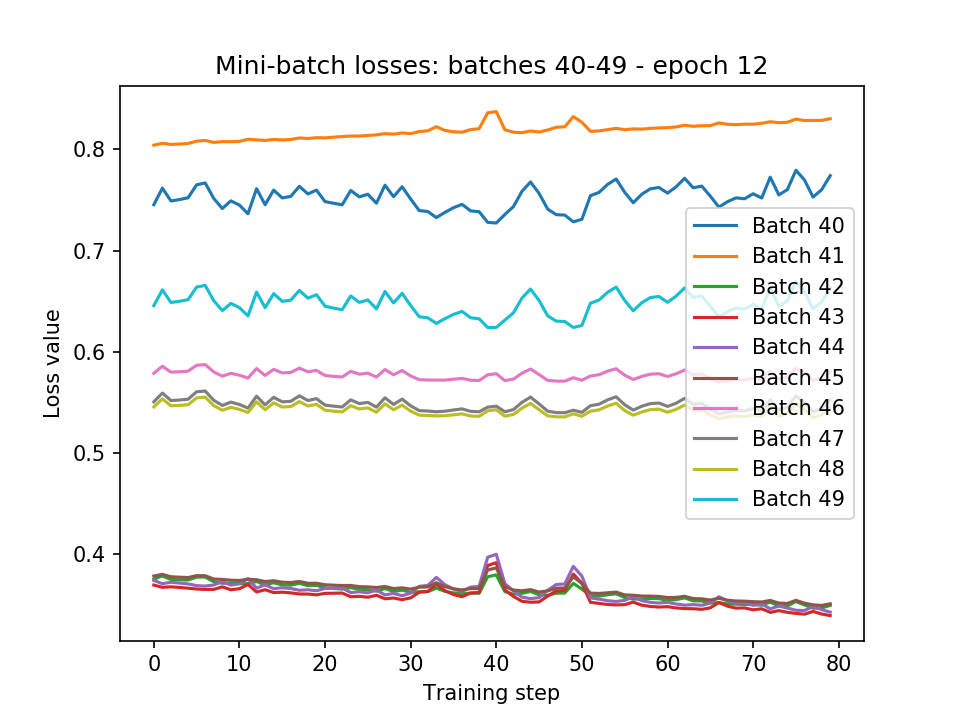 Mini-batch losses: batches 40-49 - epoch 12
Loss value
0.8
0.7
0.6
0.5
0.4
Batch 40
Batch 41
Batch 42
Batch 43
Batch 44
Batch 45
Batch 46
Batch 47
Batch 48
Batch 49
0 10 20 30 40 50 60 70 80
Training step